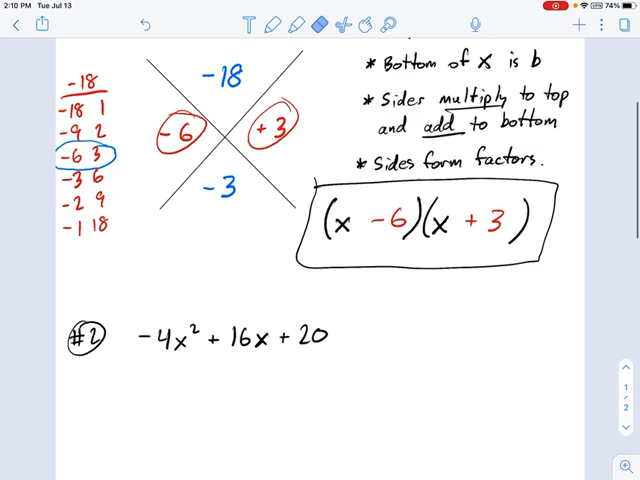 2:10 PM Tue Jul 13
VPN 74%
-18
-18 1
-9 2
-6 3
-3 6
-2 9
-1 18
-18
-6 +3
-3
* Bottom of x is b
* Sides multiply to top
and add to bottom
* Sides form factors.
(x -6)(x +3)
#2 -4x² + 16x + 20
1
2